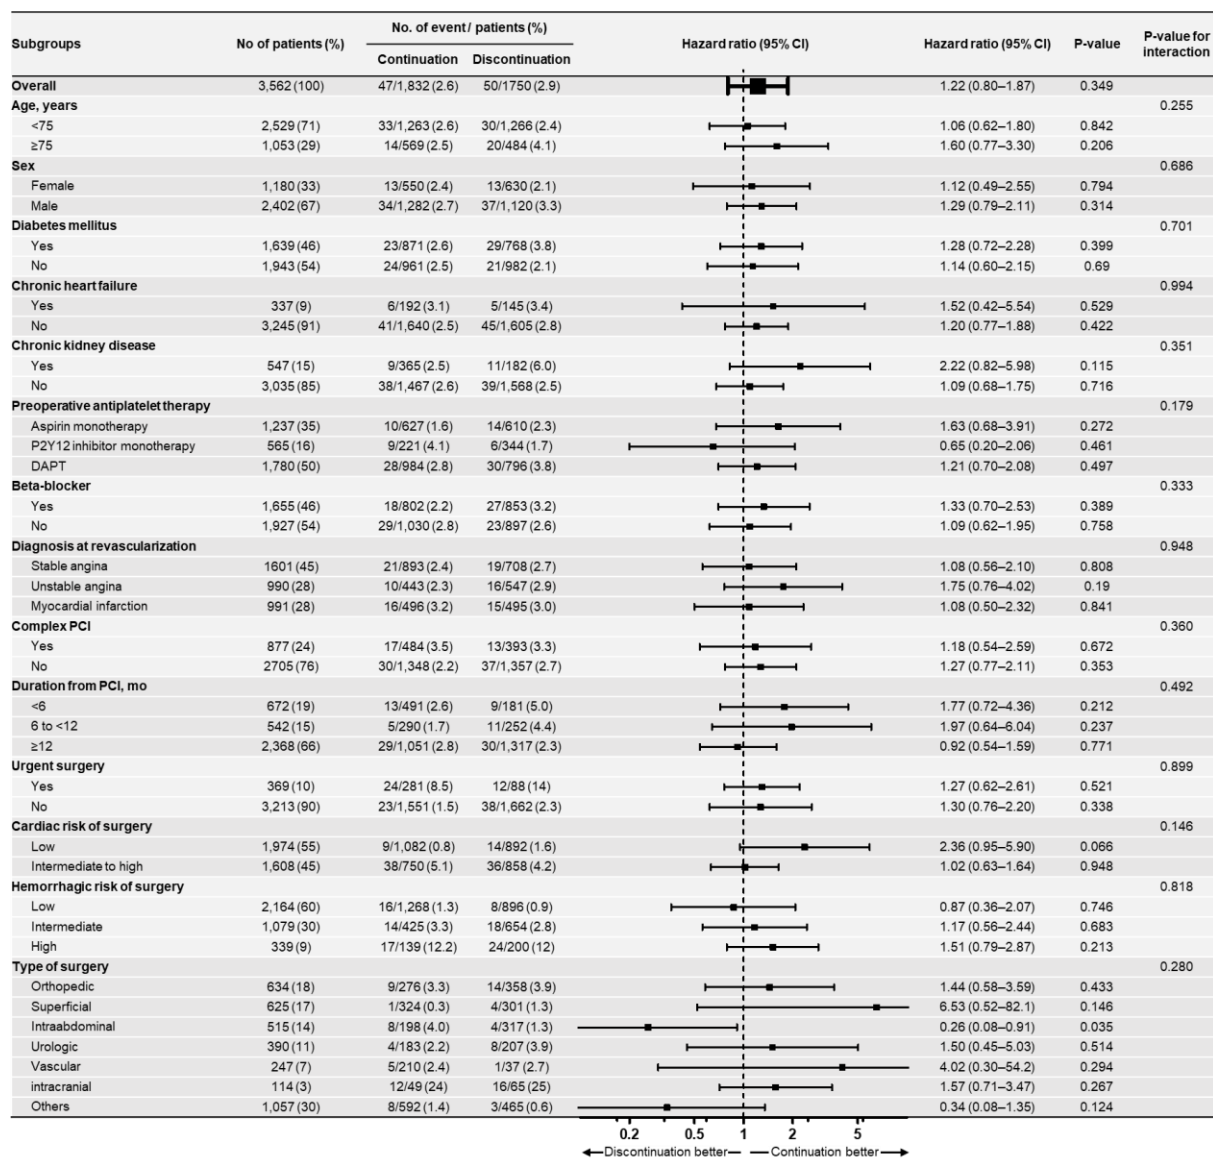 No. of event / patients (%)
Subgroups No of patients (%) Hazard ratio (95% CI) Hazard ratio (95% CI) P-value P-value for interaction
Continuation Discontinuation
Overall 3,562 (100) 47/1,832 (2.6) 50/1750 (2.9) 1.22 (0.80–1.87) 0.349
Age, years 0.255
<75 2,529 (71) 33/1,263 (2.6) 30/1,266 (2.4) 1.06 (0.62–1.80) 0.842
≥75 1,053 (29) 14/569 (2.5) 20/484 (4.1) 1.60 (0.77–3.30) 0.206
Sex 0.686
Female 1,180 (33) 13/550 (2.4) 13/630 (2.1) 1.12 (0.49–2.55) 0.794
Male 2,402 (67) 34/1,282 (2.7) 37/1,120 (3.3) 1.29 (0.79–2.11) 0.314
Diabetes mellitus 0.701
Yes 1,639 (46) 23/871 (2.6) 29/768 (3.8) 1.28 (0.72–2.28) 0.399
No 1,943 (54) 24/961 (2.5) 21/982 (2.1) 1.14 (0.60–2.15) 0.69
Chronic heart failure 0.994
Yes 337 (9) 6/192 (3.1) 5/145 (3.4) 1.52 (0.42–5.54) 0.529
No 3,245 (91) 41/1,640 (2.5) 45/1,605 (2.8) 1.20 (0.77–1.88) 0.422
Chronic kidney disease 0.351
Yes 547 (15) 9/365 (2.5) 11/182 (6.0) 2.22 (0.82–5.98) 0.115
No 3,035 (85) 38/1,467 (2.6) 39/1,568 (2.5) 1.09 (0.68–1.75) 0.716
Preoperative antiplatelet therapy 0.179
Aspirin monotherapy 1,237 (35) 10/627 (1.6) 14/610 (2.3) 1.63 (0.68–3.91) 0.272
P2Y12 inhibitor monotherapy 565 (16) 9/221 (4.1) 6/344 (1.7) 0.65 (0.20–2.06) 0.461
DAPT 1,780 (50) 28/984 (2.8) 30/796 (3.8) 1.21 (0.70–2.08) 0.497
Beta-blocker 0.333
Yes 1,655 (46) 18/802 (2.2) 27/853 (3.2) 1.33 (0.70–2.53) 0.389
No 1,927 (54) 29/1,030 (2.8) 23/897 (2.6) 1.09 (0.62–1.95) 0.758
Diagnosis at revascularization 0.948
Stable angina 1601 (45) 21/893 (2.4) 19/708 (2.7) 1.08 (0.56–2.10) 0.808
Unstable angina 990 (28) 10/443 (2.3) 16/547 (2.9) 1.75 (0.76–4.02) 0.19
Myocardial infarction 991 (28) 16/496 (3.2) 15/495 (3.0) 1.08 (0.50–2.32) 0.841
Complex PCI 0.360
Yes 877 (24) 17/484 (3.5) 13/393 (3.3) 1.18 (0.54–2.59) 0.672
No 2705 (76) 30/1,348 (2.2) 37/1,357 (2.7) 1.27 (0.77–2.11) 0.353
Duration from PCI, mo 0.492
<6 672 (19) 13/491 (2.6) 9/181 (5.0) 1.77 (0.72–4.36) 0.212
6 to <12 542 (15) 5/290 (1.7) 11/252 (4.4) 1.97 (0.64–6.04) 0.237
≥12 2,368 (66) 29/1,051 (2.8) 30/1,317 (2.3) 0.92 (0.54–1.59) 0.771
Urgent surgery 0.899
Yes 369 (10) 24/281 (8.5) 12/88 (14) 1.27 (0.62–2.61) 0.521
No 3,213 (90) 23/1,551 (1.5) 38/1,662 (2.3) 1.30 (0.76–2.20) 0.338
Cardiac risk of surgery 0.146
Low 1,974 (55) 9/1,082 (0.8) 14/892 (1.6) 2.36 (0.95–5.90) 0.066
Intermediate to high 1,608 (45) 38/750 (5.1) 36/858 (4.2) 1.02 (0.63–1.64) 0.948
Hemorrhagic risk of surgery 0.818
Low 2,164 (60) 16/1,268 (1.3) 8/896 (0.9) 0.87 (0.36–2.07) 0.746
Intermediate 1,079 (30) 14/425 (3.3) 18/654 (2.8) 1.17 (0.56–2.44) 0.683
High 339 (9) 17/139 (12.2) 24/200 (12) 1.51 (0.79–2.87) 0.213
Type of surgery 0.280
Orthopedic 634 (18) 9/276 (3.3) 14/358 (3.9) 1.44 (0.58–3.59) 0.433
Superficial 625 (17) 1/324 (0.3) 4/301 (1.3) 6.53 (0.52–82.1) 0.146
Intraabdominal 515 (14) 8/198 (4.0) 4/317 (1.3) 0.26 (0.08–0.91) 0.035
Urologic 390 (11) 4/183 (2.2) 8/207 (3.9) 1.50 (0.45–5.03) 0.514
Vascular 247 (7) 5/210 (2.4) 1/37 (2.7) 4.02 (0.30–54.2) 0.294
intracranial 114 (3) 12/49 (24) 16/65 (25) 1.57 (0.71–3.47) 0.267
Others 1,057 (30) 8/592 (1.4) 3/465 (0.6) 0.34 (0.08–1.35) 0.124
0.2 0.5 1 2 5
Discontinuation better Continuation better